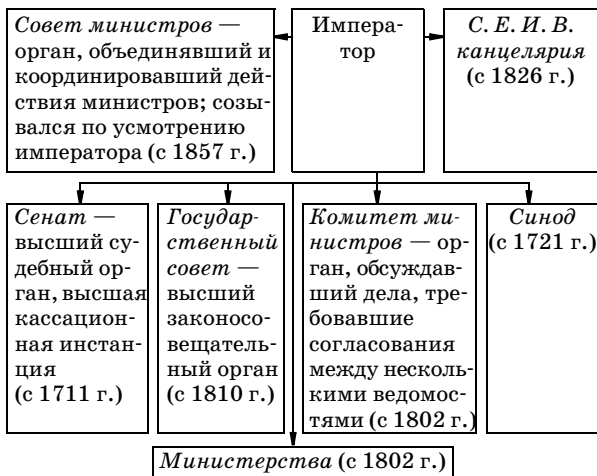 Совет министров —
орган, объединявший и
координировавший дей-
ствия министров; созы-
вался по усмотрению
императора (с 1857 г.)
Импера-
тор
С. Е. И. В.
канцелярия
(с 1826 г.)
Сенат —
высший су-
дебный ор-
ган, высшая
кассацион-
ная инстан-
ция
(с 1711 г.)
Государ-
ственный
совет —
высший
законосо-
вещатель-
ный орган
(с 1810 г.)
Комитет ми-
нистров — ор-
ган, обсуждав-
ший дела, тре-
бовавшие
согласования
между несколь-
кими ведомос-
тями (с 1802 г.)
Синод
(с 1721 г.)
Министерства (с 1802 г.)